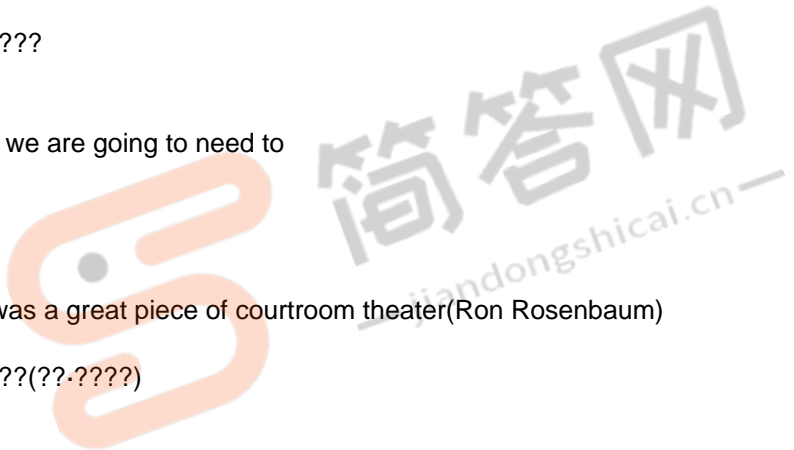 ???
we are going to need to
简答网
jiandongshicai.cn
was a great piece of courtroom theater(Ron Rosenbaum)
??(??·????)